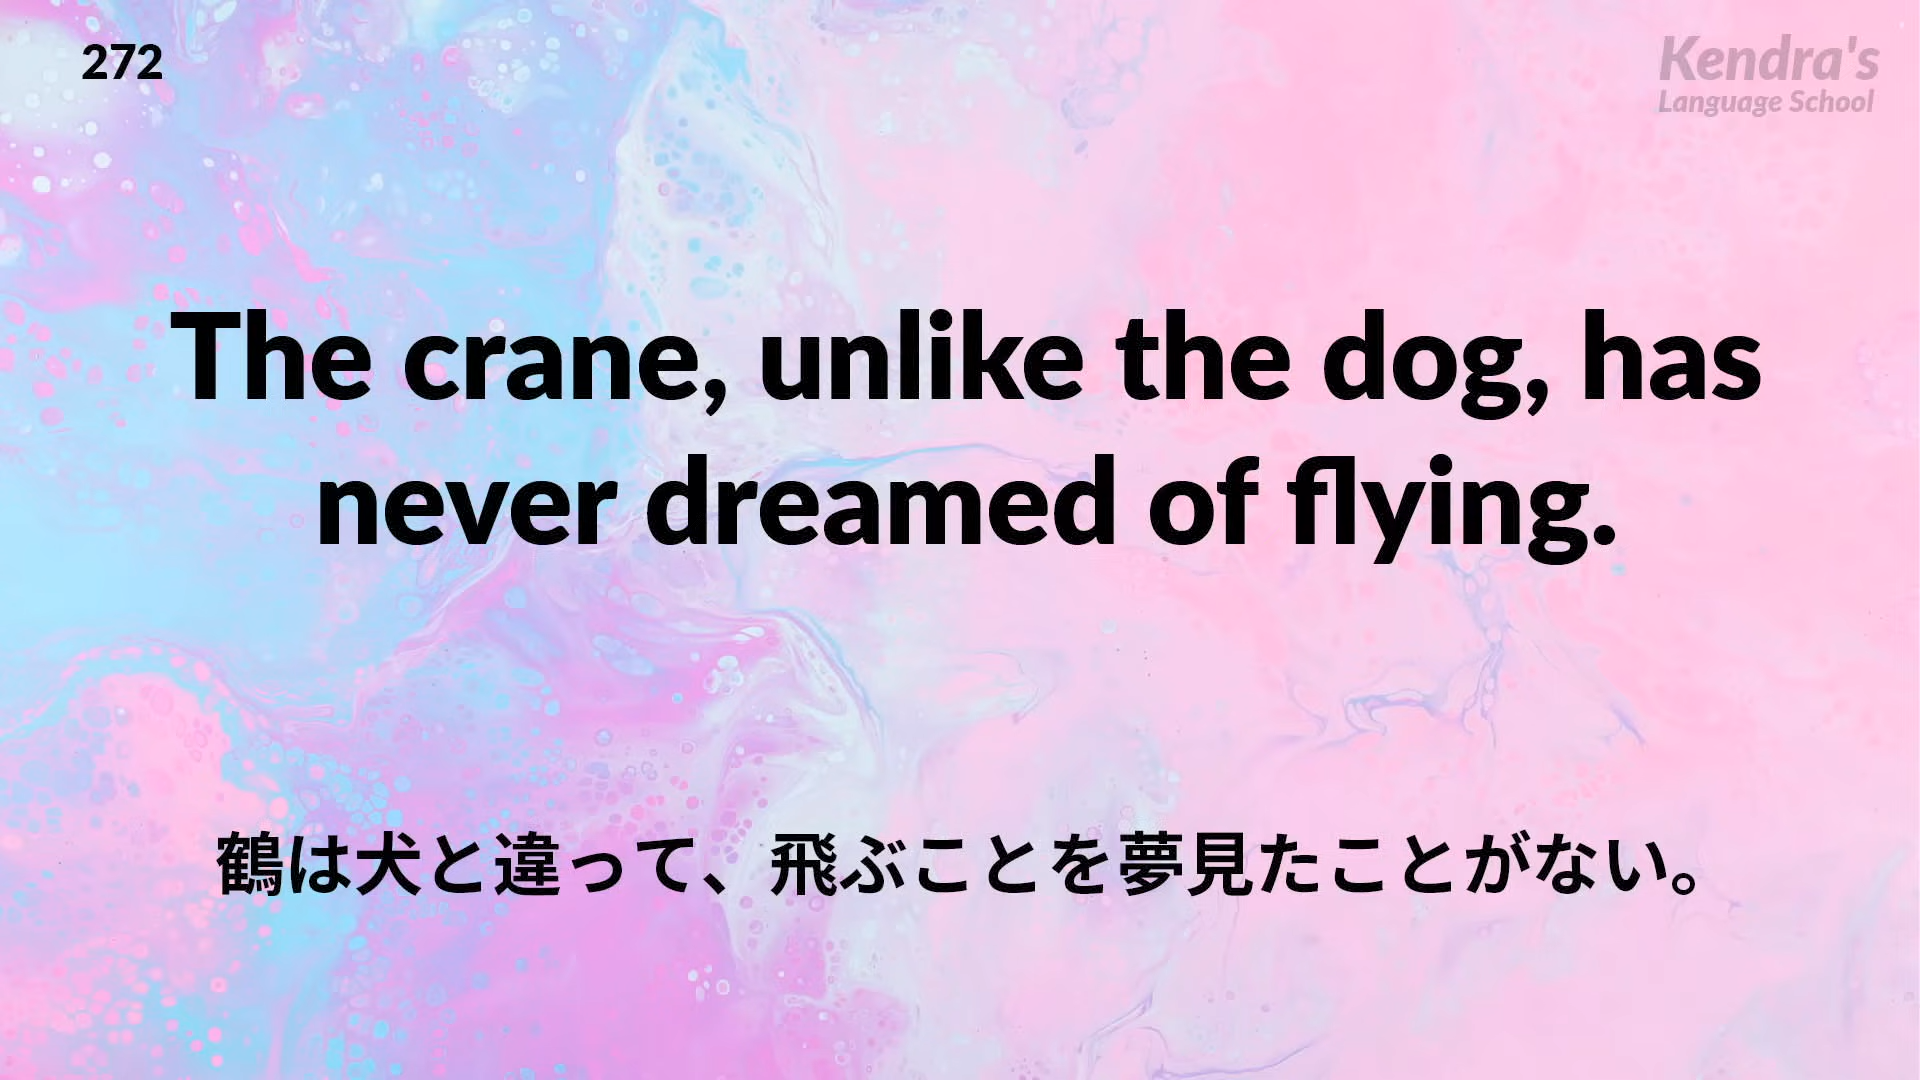 272
Kendra's
Language School
The crane, unlike the dog, has
never dreamed of flying.
鶴は犬と違って、飛ぶことを夢見たことがない。